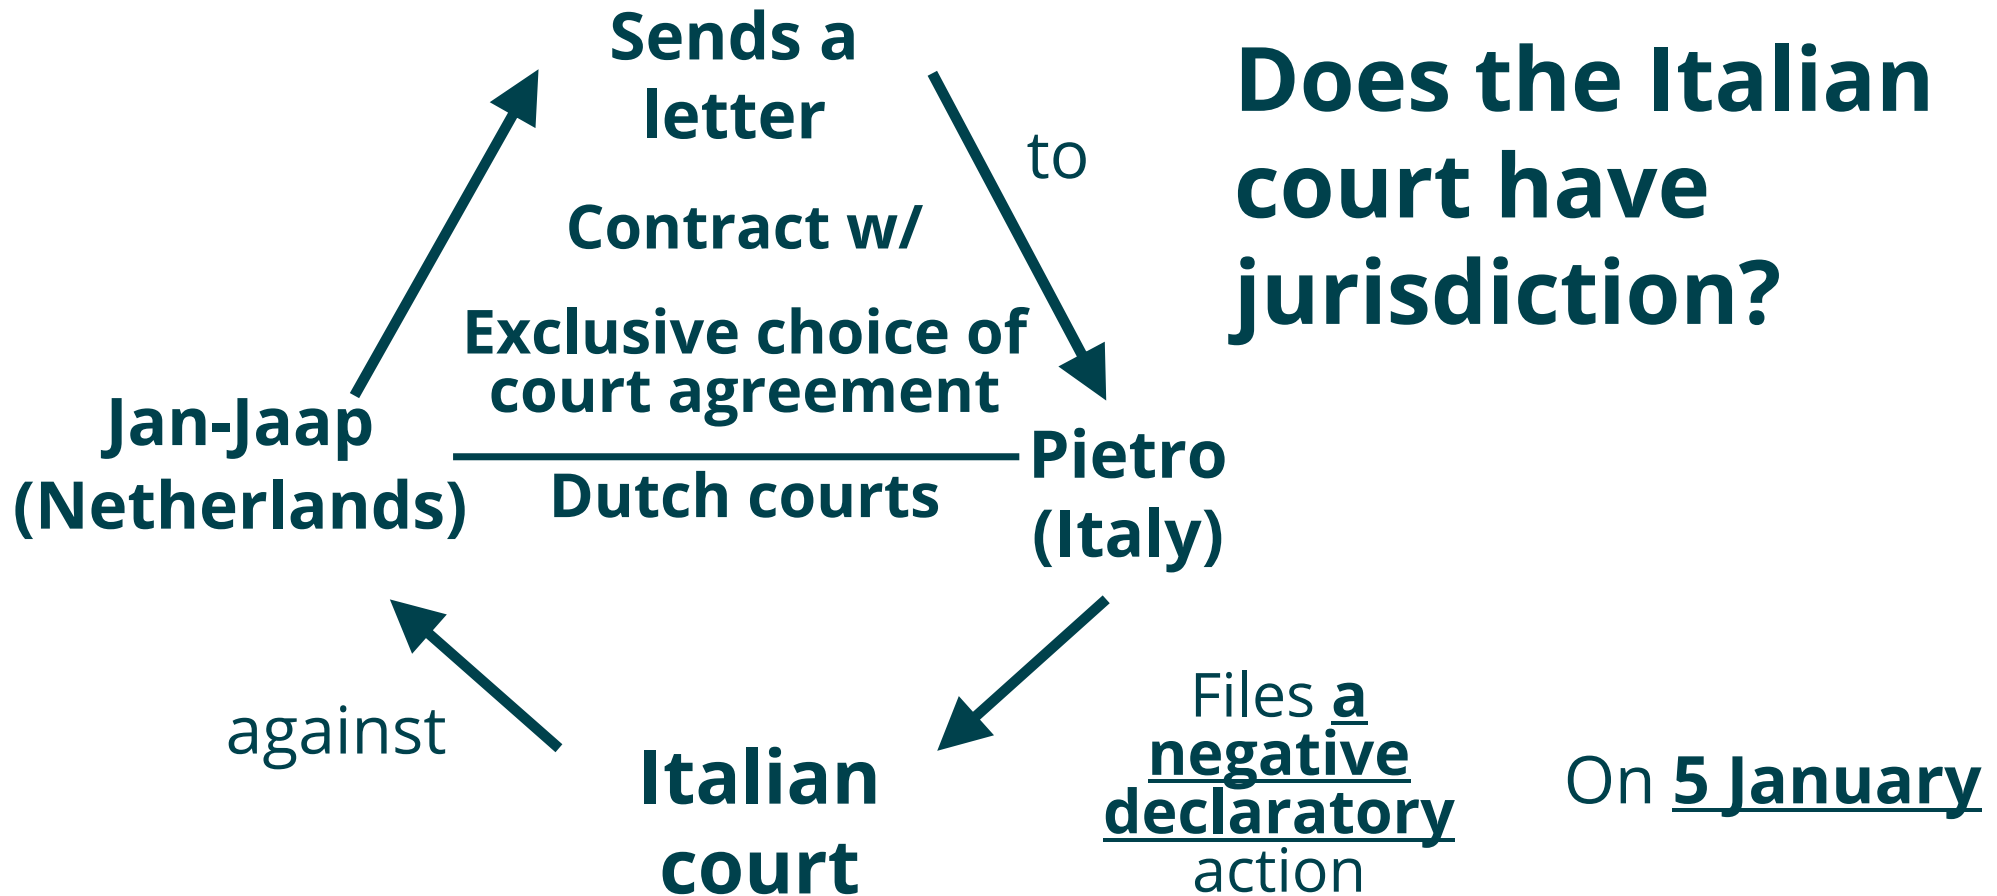 Sends a
letter
to
Does the Italian
court have
jurisdiction?
Contract w/
Exclusive choice of
court agreement
Dutch courts
Jan-Jaap
(Netherlands)
Pietro
(Italy)
against
Italian
court
Files a
negative
declaratory
action
On 5 January